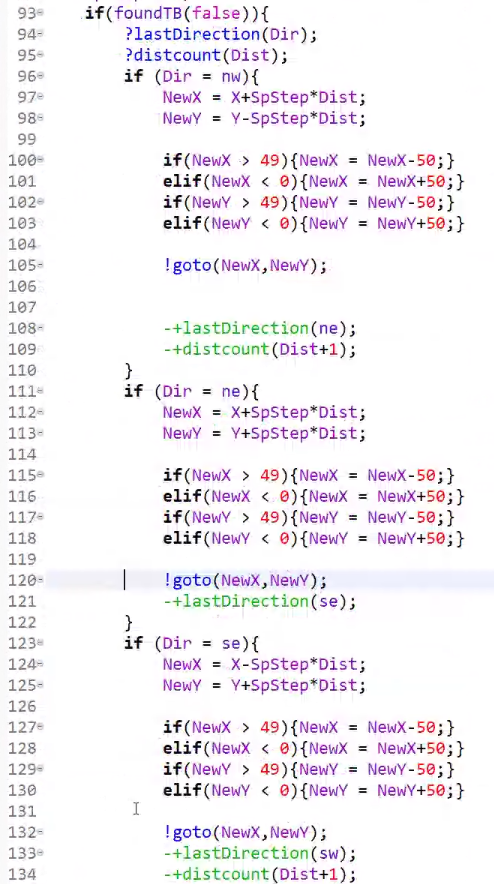 93 if(foundTB(false)){
94 ?lastDirection(Dir);
95 ?distcount(Dist);
96 if (Dir = nw){
97 NewX = X+SpStep*Dist;
98 NewY = Y-SpStep*Dist;
99
100 if(NewX > 49){NewX = NewX-50;}
101 elif(NewX < 0){NewX = NewX+50;}
102 if(NewY > 49){NewY = NewY-50;}
103 elif(NewY < 0){NewY = NewY+50;}
104
105 !goto(NewX,NewY);
106
107
108 -+lastDirection(ne);
109 -+distcount(Dist+1);
110 }
111 if (Dir = ne){
112 NewX = X+SpStep*Dist;
113 NewY = Y+SpStep*Dist;
114
115 if(NewX > 49){NewX = NewX-50;}
116 elif(NewX < 0){NewX = NewX+50;}
117 if(NewY > 49){NewY = NewY-50;}
118 elif(NewY < 0){NewY = NewY+50;}
119
120 !goto(NewX,NewY);
121 -+lastDirection(se);
122 }
123 if (Dir = se){
124 NewX = X-SpStep*Dist;
125 NewY = Y+SpStep*Dist;
126
127 if(NewX > 49){NewX = NewX-50;}
128 elif(NewX < 0){NewX = NewX+50;}
129 if(NewY > 49){NewY = NewY-50;}
130 elif(NewY < 0){NewY = NewY+50;}
131
132 !goto(NewX,NewY);
133 -+lastDirection(sw);
134 -+distcount(Dist+1);